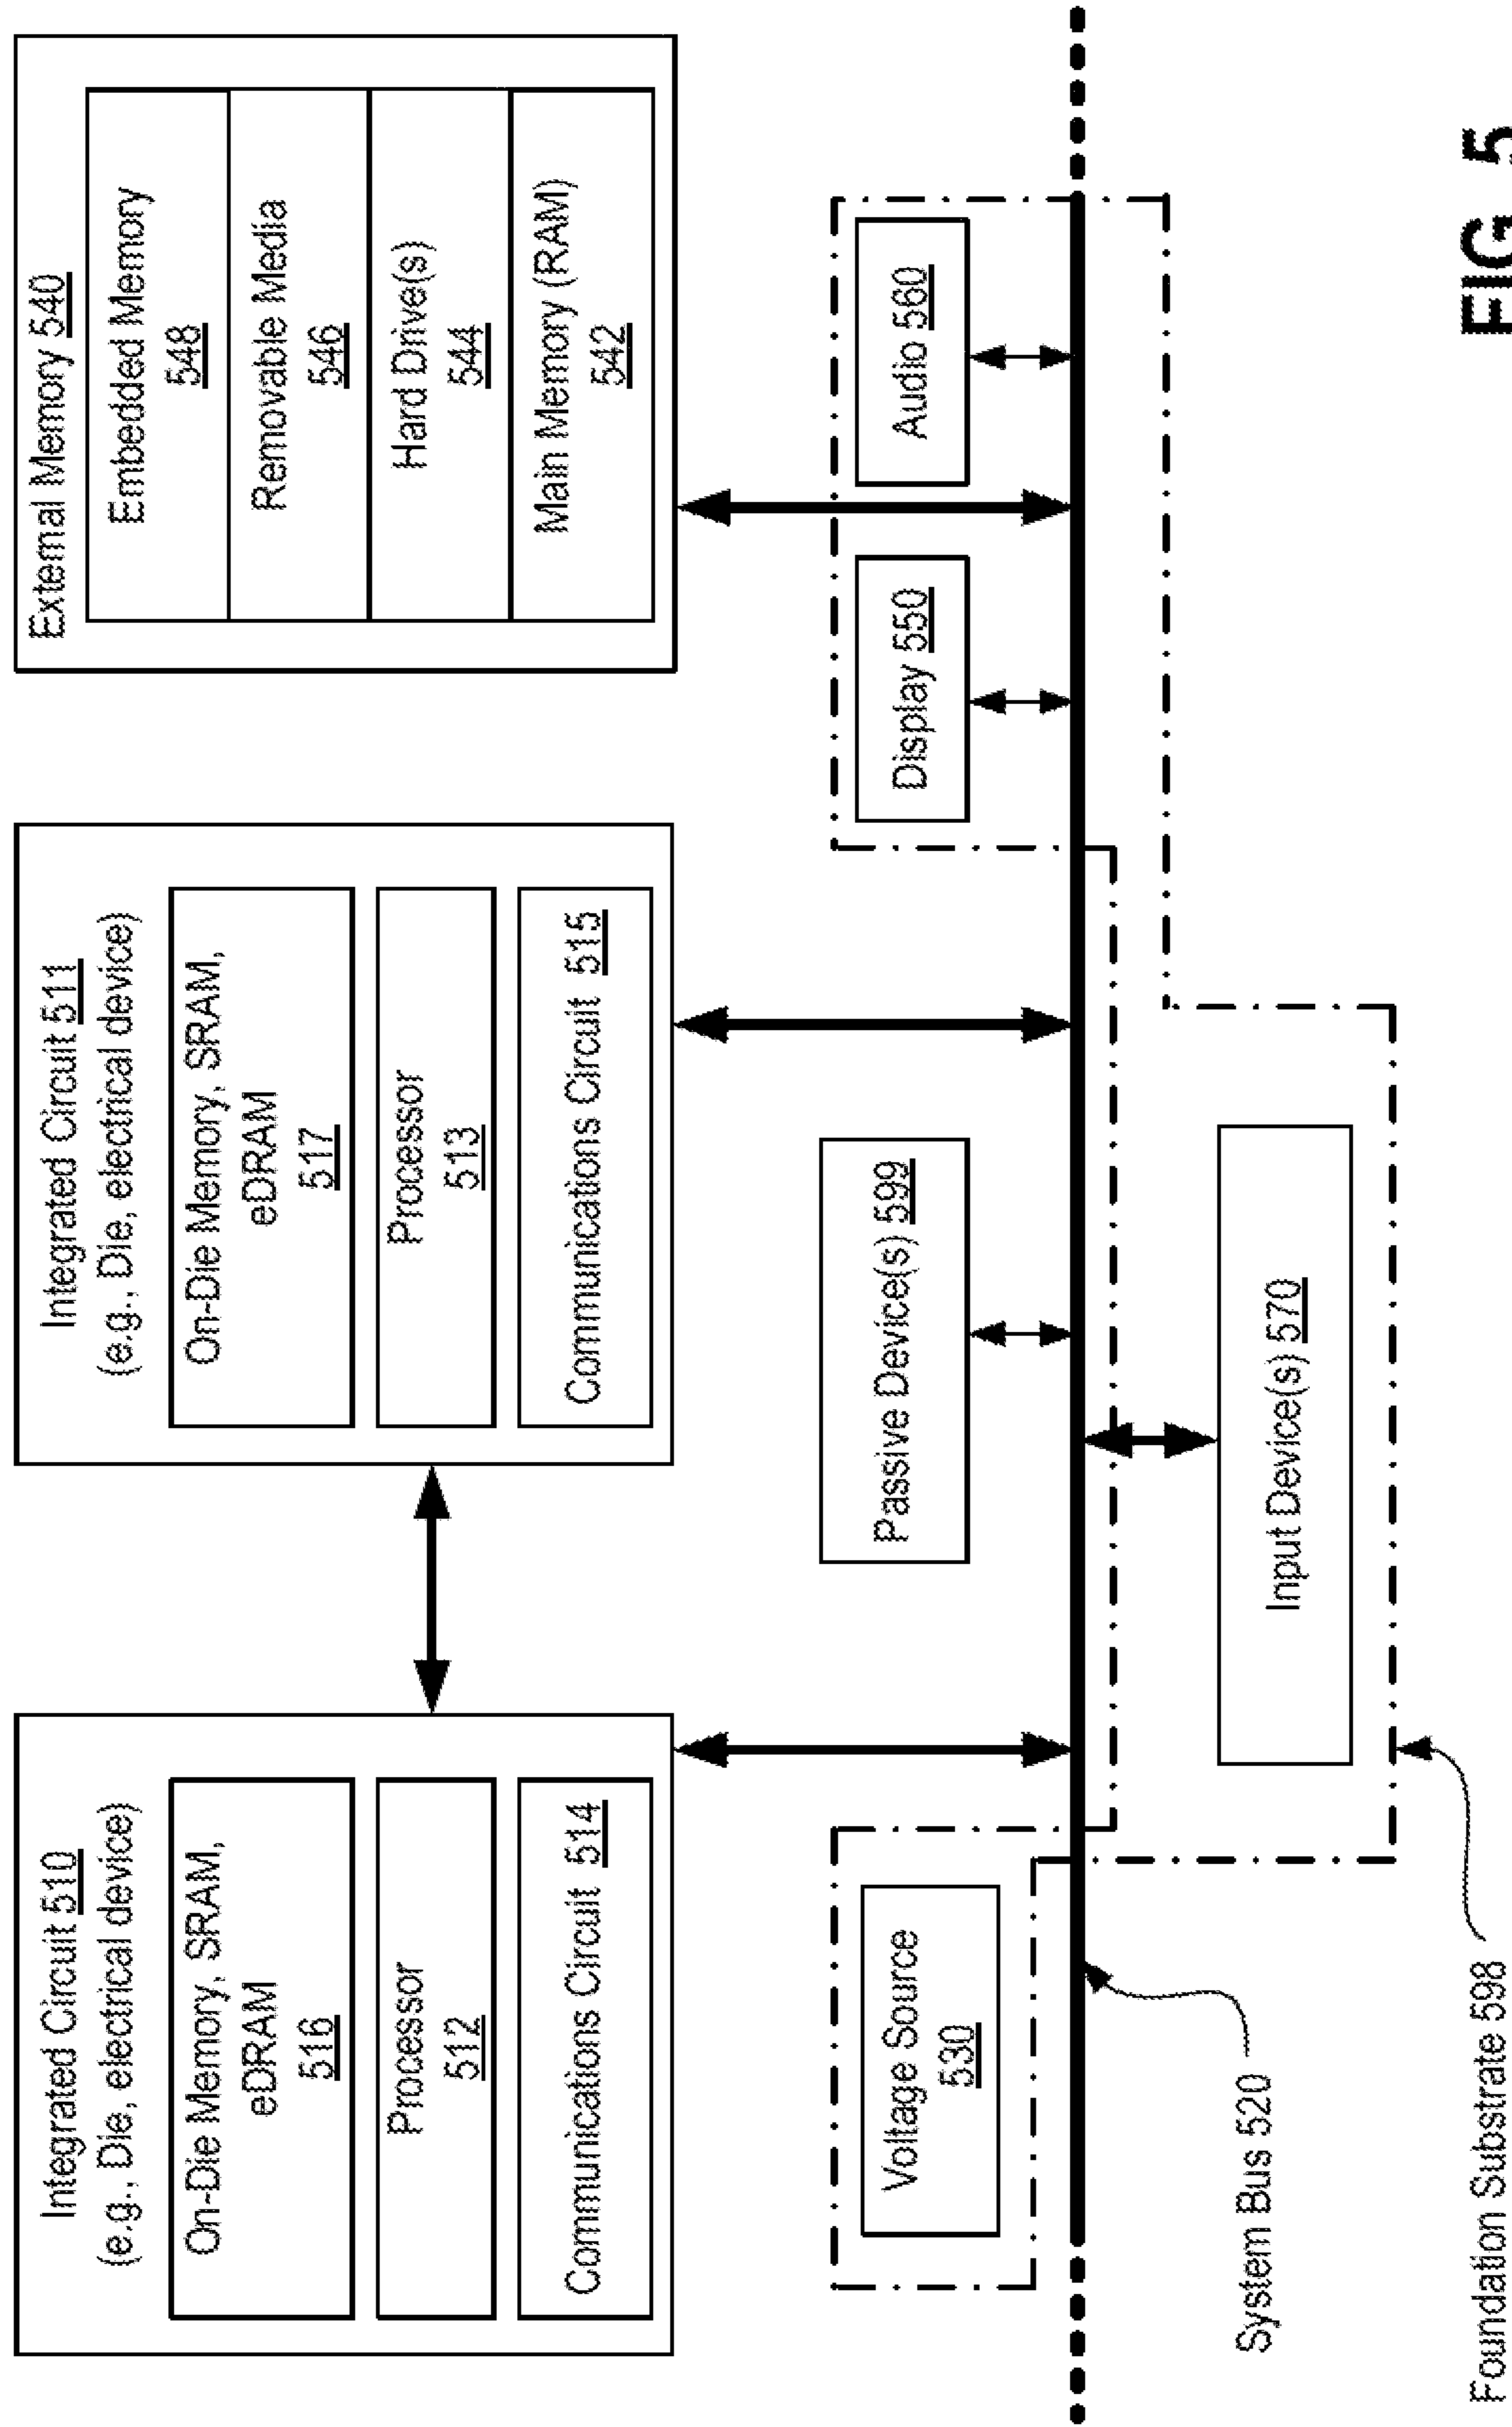 Integrated Circuit 510
(e.g., Die, electrical device)
On-Die Memory, SRAM,
eDRAM
516
Processor
512
Communications Circuit 514
Integrated Circuit 511
(e.g., Die, electrical device)
On-Die Memory, SRAM,
eDRAM
517
Processor
513
Communications Circuit 515
External Memory 540
Embedded Memory
548
Removable Media
546
Hard Drive(s)
544
Main Memory (RAM)
542
Voltage Source
530
Passive Device(s) 599
Display 550
Audio 560
System Bus 520
Input Device(s) 570
Foundation Substrate 598
FIG. 5